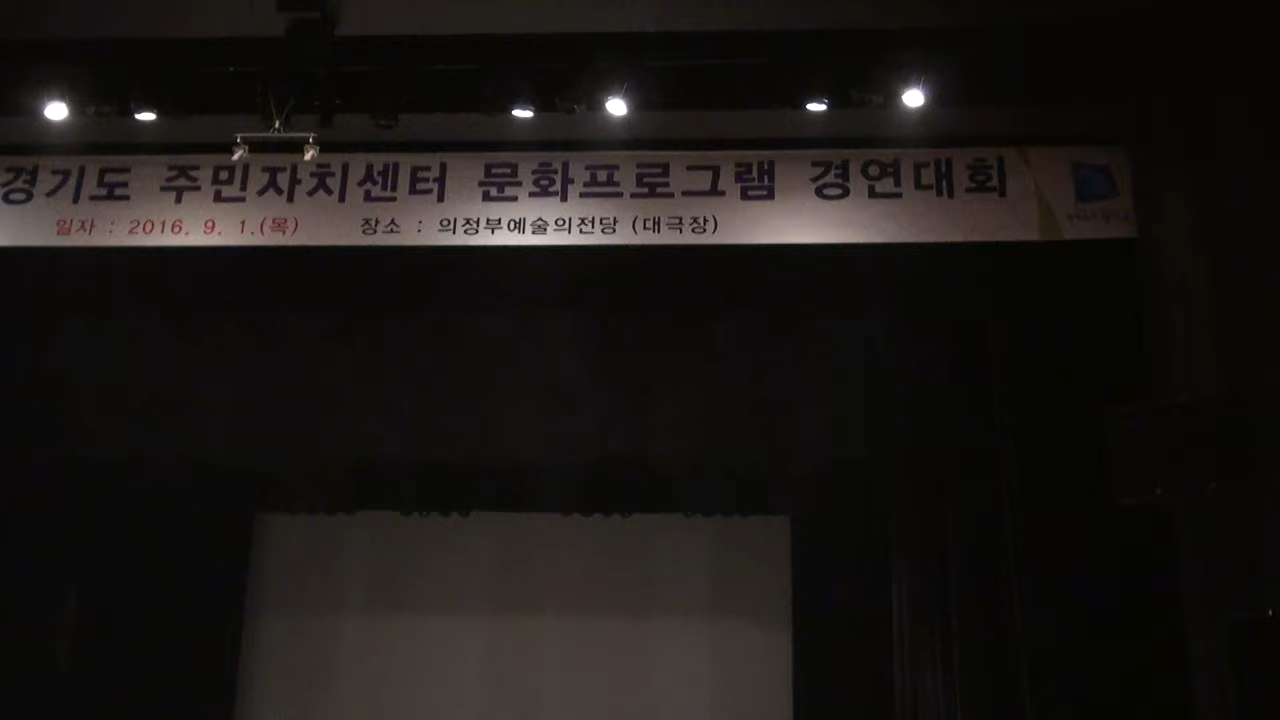 경기도 주민자치센터 문화프로그램 경연대회
일자 : 2016. 9. 1.(목) 장소 : 의정부예술의전당 (대극장)